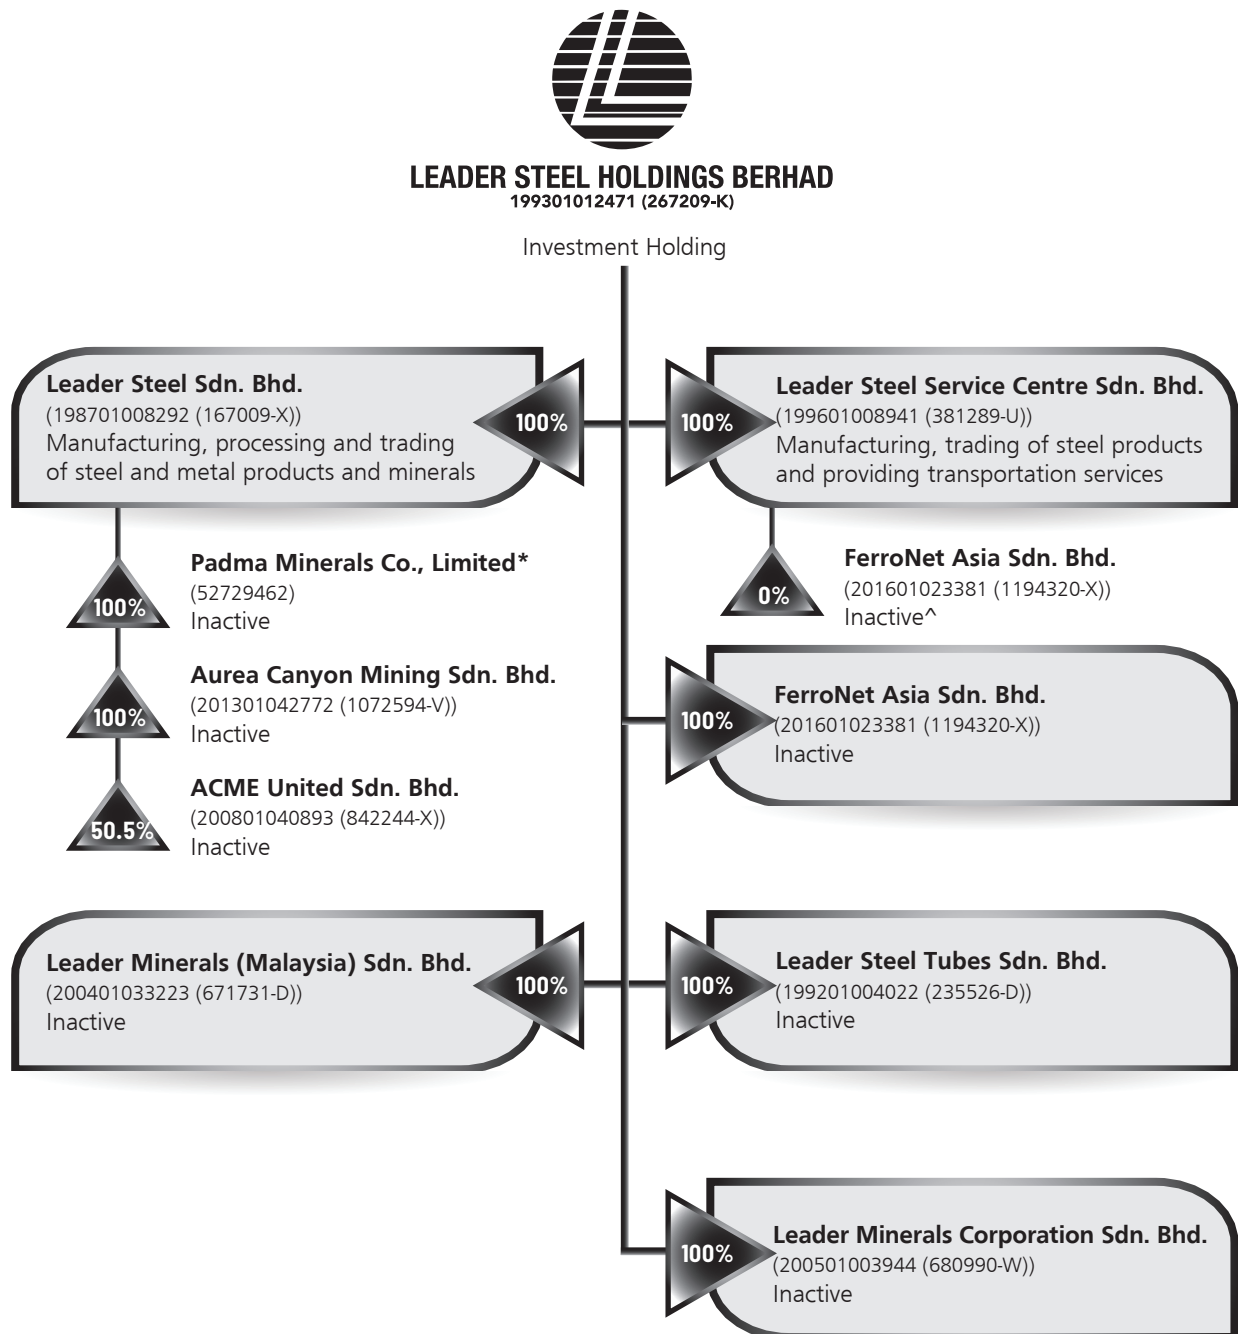 LEADER STEEL HOLDINGS BERHAD
199301012471 (267209-K)
Investment Holding
Leader Steel Sdn. Bhd.
(198701008292 (167009-X))
Manufacturing, processing and trading
of steel and metal products and minerals
100%
100%
Leader Steel Service Centre Sdn. Bhd.
(199601008941 (381289-U))
Manufacturing, trading of steel products
and providing transportation services
100%
Padma Minerals Co., Limited*
(52729462)
Inactive
0%
FerroNet Asia Sdn. Bhd.
(201601023381 (1194320-X))
Inactive^
100%
Aurea Canyon Mining Sdn. Bhd.
(201301042772 (1072594-V))
Inactive
100%
FerroNet Asia Sdn. Bhd.
(201601023381 (1194320-X))
Inactive
50.5%
ACME United Sdn. Bhd.
(200801040893 (842244-X))
Inactive
Leader Minerals (Malaysia) Sdn. Bhd.
(200401033223 (671731-D))
Inactive
100%
100%
Leader Steel Tubes Sdn. Bhd.
(199201004022 (235526-D))
Inactive
100%
Leader Minerals Corporation Sdn. Bhd.
(200501003944 (680990-W))
Inactive